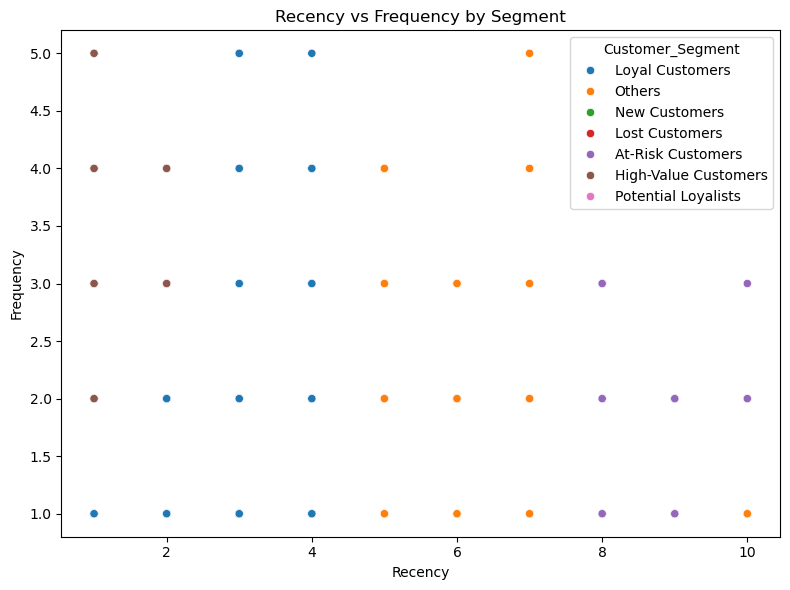 Recency vs Frequency by Segment
Customer_Segment
Loyal Customers
Others
New Customers
Lost Customers
At-Risk Customers
High-Value Customers
Potential Loyalists
Frequency
5.0
4.5
4.0
3.5
3.0
2.5
2.0
1.5
1.0
2 4 6 8 10
Recency